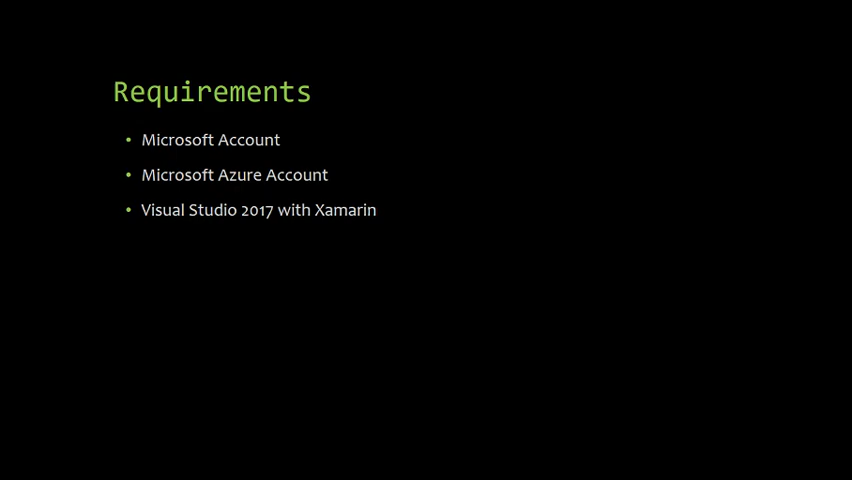 Requirements
• Microsoft Account
• Microsoft Azure Account
• Visual Studio 2017 with Xamarin